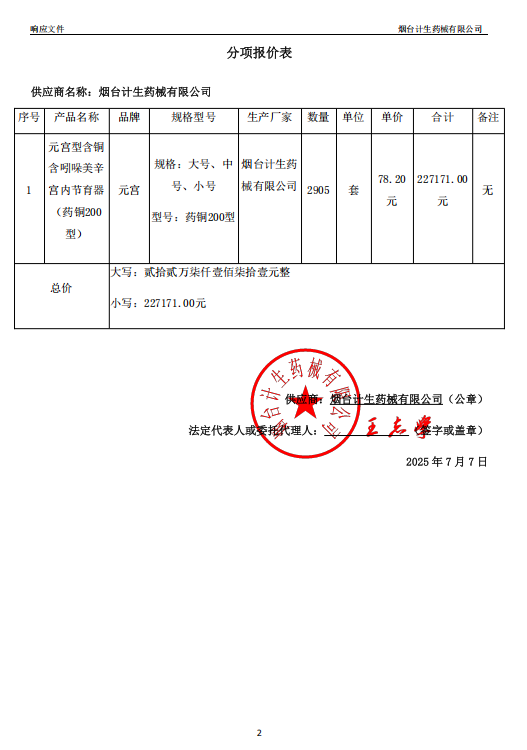 响应文件 烟台计生药械有限公司
分项报价表
供应商名称：烟台计生药械有限公司
序号 产品名称 品牌 规格型号 生产厂家 数量 单位 单价 合计 备注
1
元宫型含铜
含吲哚美辛
宫内节育器
（药铜200
型）
元宫
规格：大号、中
号、小号
型号：药铜200型
烟台计生药
械有限公司
2905
套
78.20
元
227171.00
元
无
总价
大写：贰拾贰万柒仟壹佰柒拾壹元整
小写：227171.00元
烟台计生药械有限公司
供应商：烟台计生药械有限公司（公章）
法定代表人或委托代理人： 王志学（签字或盖章）
2025 年 7 月 7 日
2